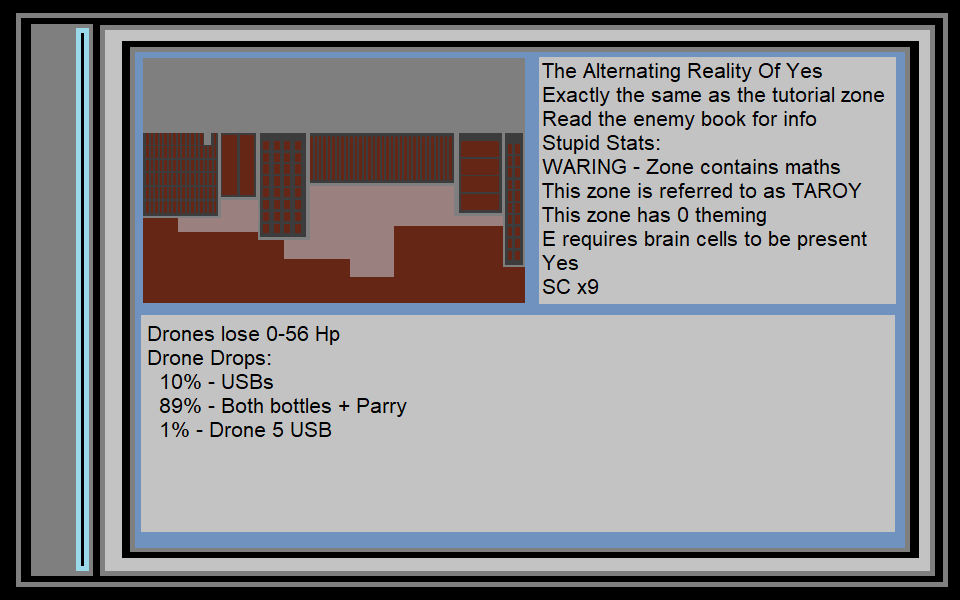 The Alternating Reality Of Yes
Exactly the same as the tutorial zone
Read the enemy book for info
Stupid Stats:
WARING - Zone contains maths
This zone is referred to as TAROY
This zone has 0 theming
E requires brain cells to be present
Yes
SC x9
Drones lose 0-56 Hp
Drone Drops:
10% - USBs
89% - Both bottles + Parry
1% - Drone 5 USB